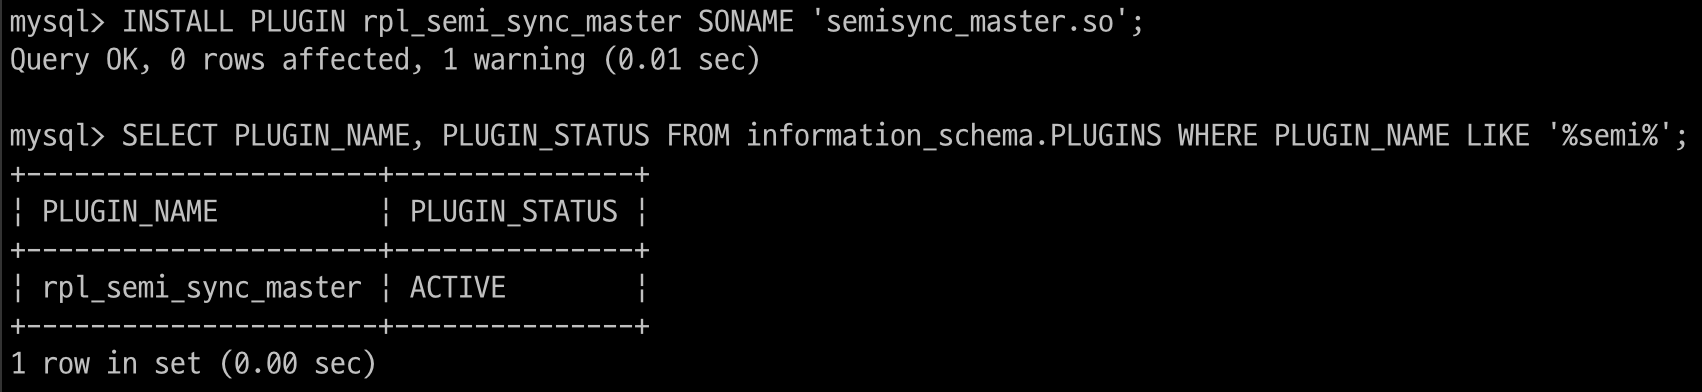 mysql> INSTALL PLUGIN rpl_semi_sync_master SONAME 'semisync_master.so';
Query OK, 0 rows affected, 1 warning (0.01 sec)

mysql> SELECT PLUGIN_NAME, PLUGIN_STATUS FROM information_schema.PLUGINS WHERE PLUGIN_NAME LIKE '%semi%';
+----------------------+---------------+
¦ PLUGIN_NAME          ¦ PLUGIN_STATUS ¦
+----------------------+---------------+
¦ rpl_semi_sync_master ¦ ACTIVE        ¦
+----------------------+---------------+
1 row in set (0.00 sec)